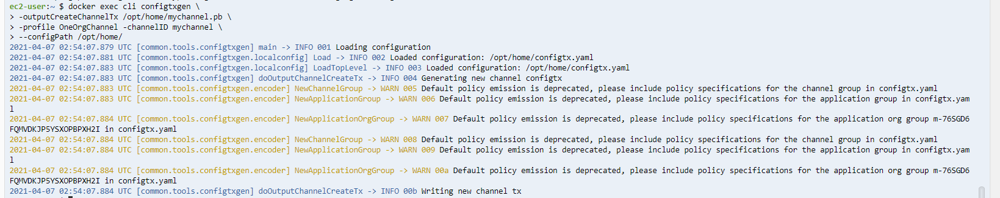 ec2-user:~ $ docker exec cli configtxgen \
> -outputCreateChannelTx /opt/home/mychannel.pb \
> -profile OneOrgChannel -channelID mychannel \
> --configPath /opt/home/
2021-04-07 02:54:07.879 UTC [common.tools.configtxgen] main -> INFO 001 Loading configuration
2021-04-07 02:54:07.881 UTC [common.tools.configtxgen.localconfig] Load -> INFO 002 Loaded configuration: /opt/home/configtx.yaml
2021-04-07 02:54:07.883 UTC [common.tools.configtxgen.localconfig] LoadTopLevel -> INFO 003 Loaded configuration: /opt/home/configtx.yaml
2021-04-07 02:54:07.883 UTC [common.tools.configtxgen] doOutputChannelCreateTx -> INFO 004 Generating new channel configtx
2021-04-07 02:54:07.883 UTC [common.tools.configtxgen.encoder] NewChannelGroup -> WARN 005 Default policy emission is deprecated, please include policy specifications for the channel group in configtx.yaml
2021-04-07 02:54:07.883 UTC [common.tools.configtxgen.encoder] NewApplicationGroup -> WARN 006 Default policy emission is deprecated, please include policy specifications for the application group in configtx.yam
l
2021-04-07 02:54:07.884 UTC [common.tools.configtxgen.encoder] NewApplicationOrgGroup -> WARN 007 Default policy emission is deprecated, please include policy specifications for the application org group m-76SGD6
FQMVDKJP5YSXOPBPXH2I in configtx.yaml
2021-04-07 02:54:07.884 UTC [common.tools.configtxgen.encoder] NewChannelGroup -> WARN 008 Default policy emission is deprecated, please include policy specifications for the channel group in configtx.yaml
2021-04-07 02:54:07.884 UTC [common.tools.configtxgen.encoder] NewApplicationGroup -> WARN 009 Default policy emission is deprecated, please include policy specifications for the application group in configtx.yam
l
2021-04-07 02:54:07.884 UTC [common.tools.configtxgen.encoder] NewApplicationOrgGroup -> WARN 00a Default policy emission is deprecated, please include policy specifications for the application org group m-76SGD6
FQMVDKJP5YSXOPBPXH2I in configtx.yaml
2021-04-07 02:54:07.884 UTC [common.tools.configtxgen] doOutputChannelCreateTx -> INFO 00b Writing new channel tx